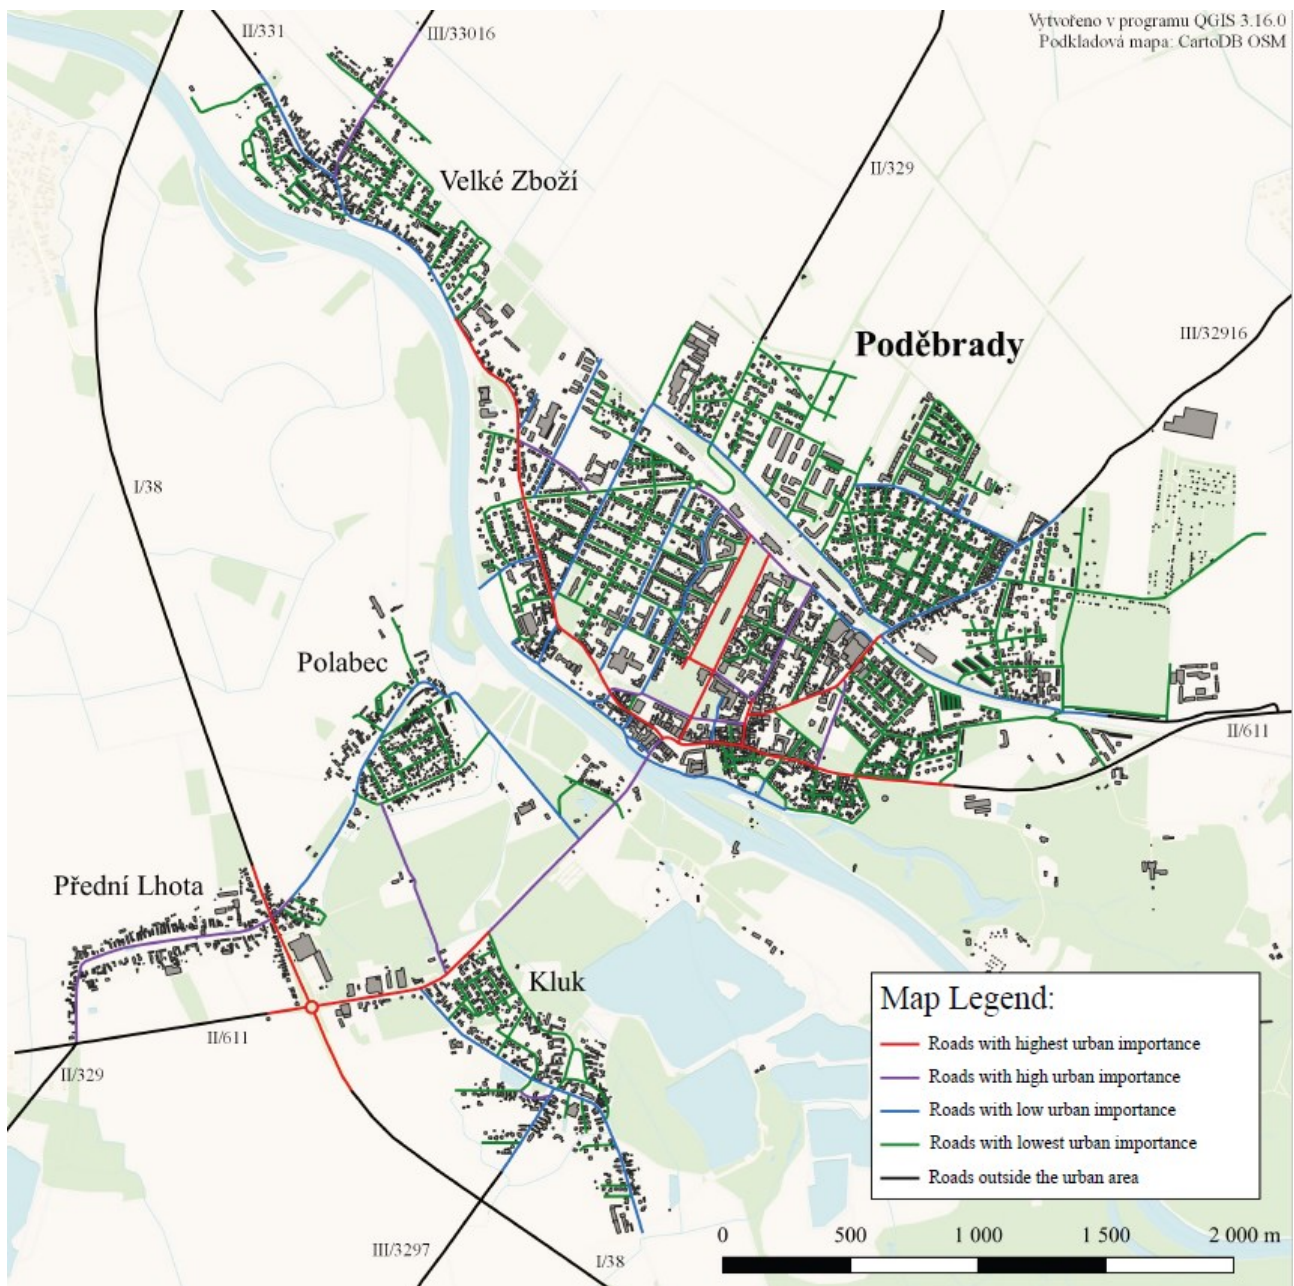 Vytvořeno v programu QGIS 3.16.0
Podkladová mapa: CartoDB OSM
II/331
III/33016
II/329
Velké Zboží
III/32916
Poděbrady
I/38
Polabec
II/611
Přední Lhota
Kluk
II/611
II/329
III/3297
I/38
Map Legend:
Roads with highest urban importance
Roads with high urban importance
Roads with low urban importance
Roads with lowest urban importance
Roads outside the urban area
0 500 1 000 1 500 2 000 m